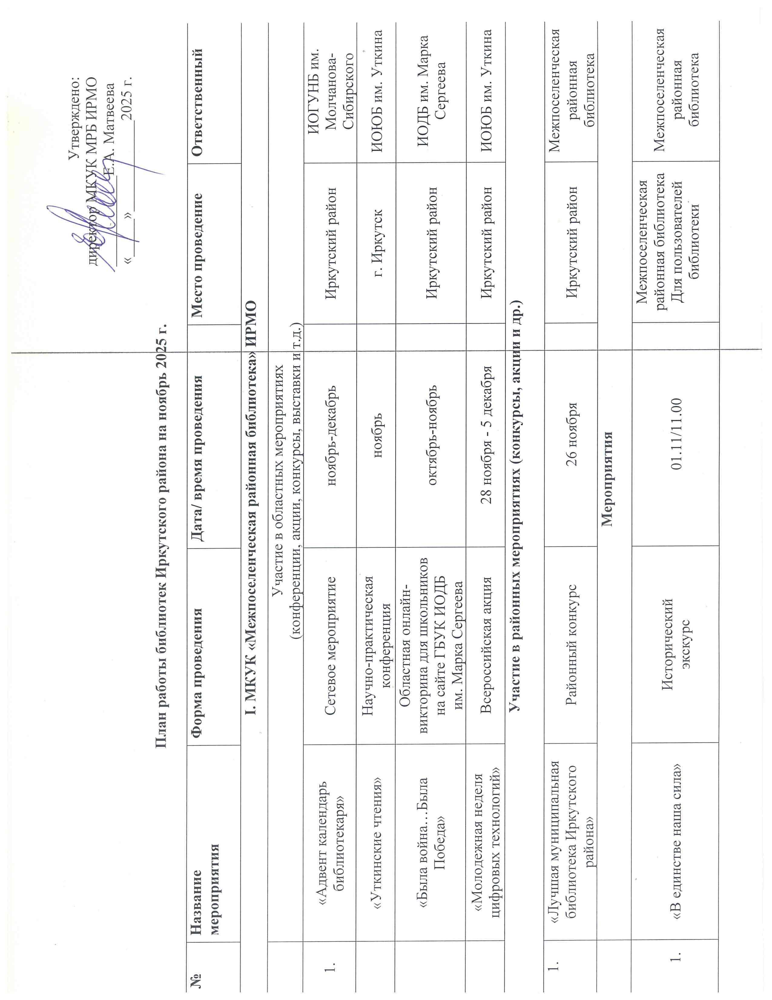 Утверждено:
директор МКУК МРБ ИРМО
Е.А. Матвеева
«____»____________ 2025 г.
План работы библиотек Иркутского района на ноябрь 2025 г.
№ Название Форма проведения Дата/ время проведения Место проведение Ответственный
мероприятия
I. МКУК «Межпоселенческая районная библиотека» ИРМО
Участие в областных мероприятиях
(конференции, акции, конкурсы, выставки и т.д.)
1.
«Адвент календарь
библиотекаря»
Сетевое мероприятие
ноябрь-декабрь
Иркутский район
ИОГУНБ им.
Молчанова-
Сибирского
«Уткинские чтения»
Научно-практическая
конференция
ноябрь
г. Иркутск
ИОЮБ им. Уткина
«Была война…Была
Победа»
Областная онлайн-
викторина для школьников
на сайте ГБУК ИОДБ
им. Марка Сергеева
октябрь-ноябрь
Иркутский район
ИОДБ им. Марка
Сергеева
«Молодежная неделя
цифровых технологий»
Всероссийская акция
28 ноября - 5 декабря
Иркутский район
ИОЮБ им. Уткина
Участие в районных мероприятиях (конкурсы, акции и др.)
1.
«Лучшая муниципальная
библиотека Иркутского
района»
Районный конкурс
26 ноября
Иркутский район
Межпоселенческая
районная
библиотека
Мероприятия
1.
«В единстве наша сила»
Исторический
экскурс
01.11/11.00
Межпоселенческая
районная библиотека
Для пользователей
библиотеки
Межпоселенческая
районная
библиотека